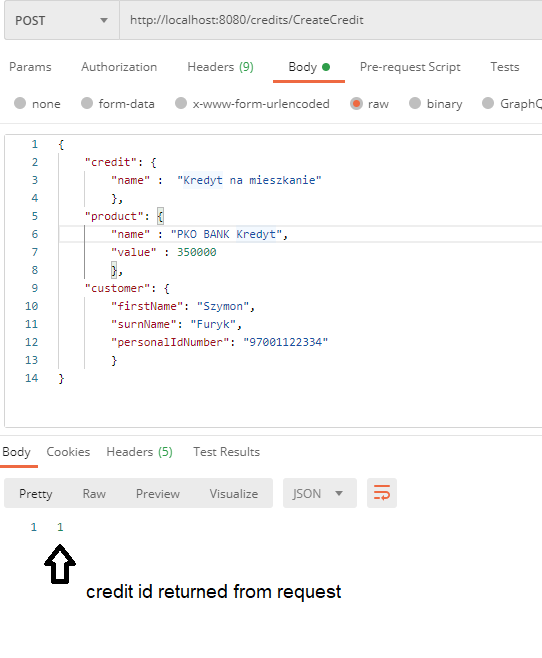 POST http://localhost:8080/credits/CreateCredit
Params Authorization Headers (9) Body Pre-request Script Tests
none form-data x-www-form-urlencoded raw binary GraphQ
1 {
2 "credit": {
3 "name" : "Kredyt na mieszkanie"
4 },
5 "product": {
6 "name" : "PKO BANK Kredyt",
7 "value" : 350000
8 },
9 "customer": {
10 "firstName": "Szymon",
11 "surnName": "Furyk",
12 "personalIdNumber": "97001122334"
13 }
14 }
Body Cookies Headers (5) Test Results
Pretty Raw Preview Visualize JSON
1 1
credit id returned from request